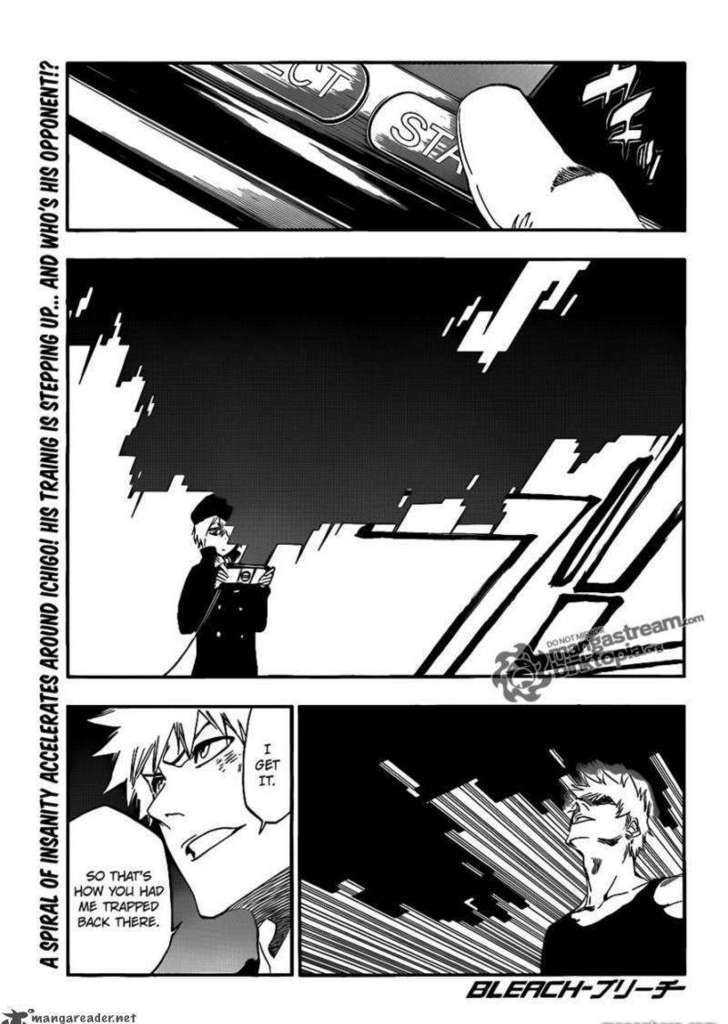 A SPIRAL OF INSANITY ACCELERATES AROUND ICHIGO! HIS TRAINIG IS STEPPING UP... AND WHO'S HIS OPPONENT!?
ECT
STA
DO NOT MIRROR
mangastream.com
I
GET
IT.
SO THAT'S
HOW YOU HAD
ME TRAPPED
BACK THERE.
BLEACH-ブリーチ
mangareader.net